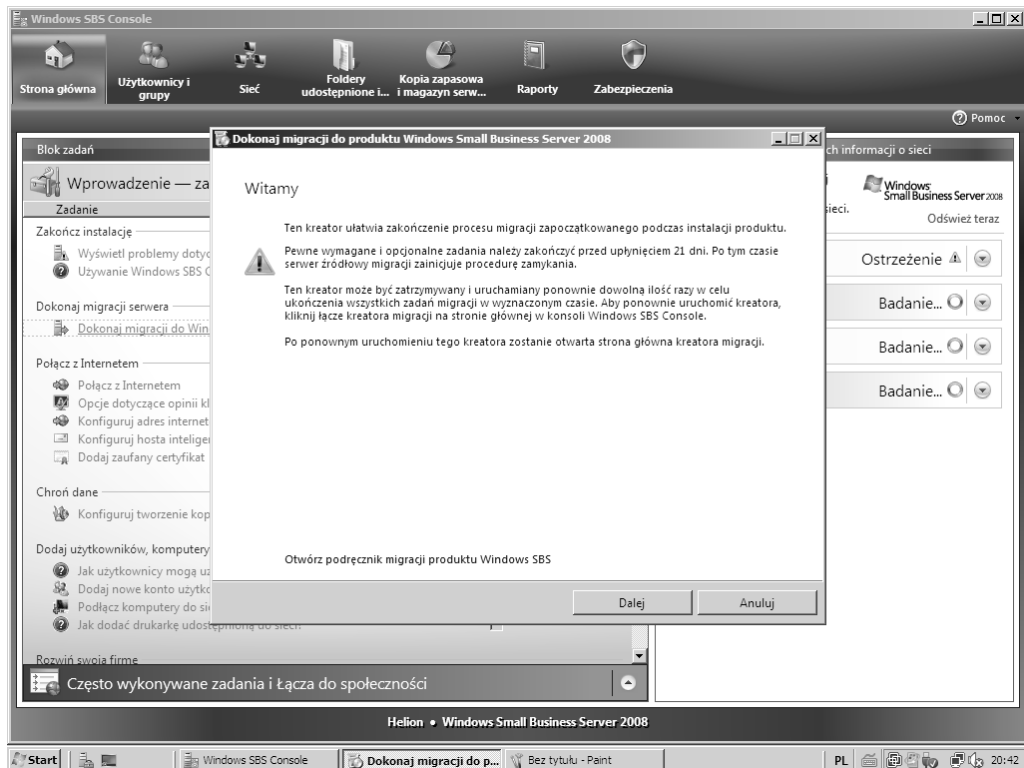 Windows SBS Console
Strona główna
Użytkownicy i grupy
Sieć
Foldery udostępnione i...
Kopia zapasowa i magazyn serw...
Raporty
Zabezpieczenia
Pomoc
Blok zadań
ch informacji o sieci
Wprowadzenie — za
Zadanie
Zakończ instalację
Wyświetl problemy dotyc
Używanie Windows SBS C
Dokonaj migracji serwera
Dokonaj migracji do Win
Połącz z Internetem
Połącz z Internetem
Opcje dotyczące opinii kl
Konfiguruj adres internet
Konfiguruj hosta inteliger
Dodaj zaufany certyfikat
Chroń dane
Konfiguruj tworzenie kop
Dodaj użytkowników, komputery
Jak użytkownicy mogą uz
Dodaj nowe konto użytko
Podłącz komputery do sie
Jak dodać drukarkę udostępnioną do sieci?
Rozwiń swoją firmę
Często wykonywane zadania i Łącza do społeczności
Dokonaj migracji do produktu Windows Small Business Server 2008
Witamy
Ten kreator ułatwia zakończenie procesu migracji zapoczątkowanego podczas instalacji produktu.
Pewne wymagane i opcjonalne zadania należy zakończyć przed upłynięciem 21 dni. Po tym czasie
serwer źródłowy migracji zainicjuje procedurę zamykania.
Ten kreator może być zatrzymywany i uruchamiany ponownie dowolną ilość razy w celu
ukończenia wszystkich zadań migracji w wyznaczonym czasie. Aby ponownie uruchomić kreatora,
kliknij łącze kreatora migracji na stronie głównej w konsoli Windows SBS Console.
Po ponownym uruchomieniu tego kreatora zostanie otwarta strona główna kreatora migracji.
Otwórz podręcznik migracji produktu Windows SBS
Dalej
Anuluj
Windows
Small Business Server 2008
sieci.
Odśwież teraz
Ostrzeżenie
Badanie...
Badanie...
Badanie...
Helion • Windows Small Business Server 2008
Start
Windows SBS Console
Dokonaj migracji do p...
Bez tytułu - Paint
PL
20:42